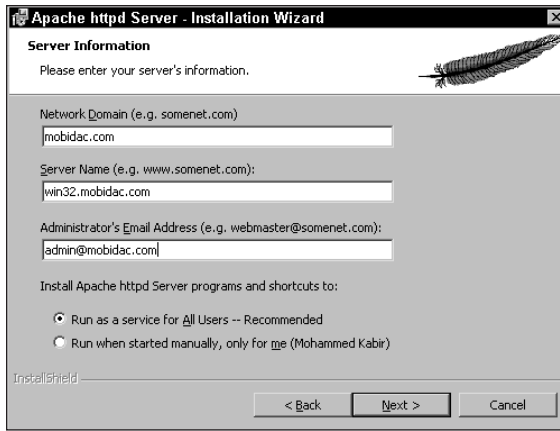 Apache httpd Server - Installation Wizard
Server Information
Please enter your server's information.
Network Domain (e.g. somenet.com)
mobidac.com
Server Name (e.g. www.somenet.com):
win32.mobidac.com
Administrator's Email Address (e.g. webmaster@somenet.com):
admin@mobidac.com
Install Apache httpd Server programs and shortcuts to:
Run as a service for All Users -- Recommended
Run when started manually, only for me (Mohammed Kabir)
InstallShield
< Back Next > Cancel